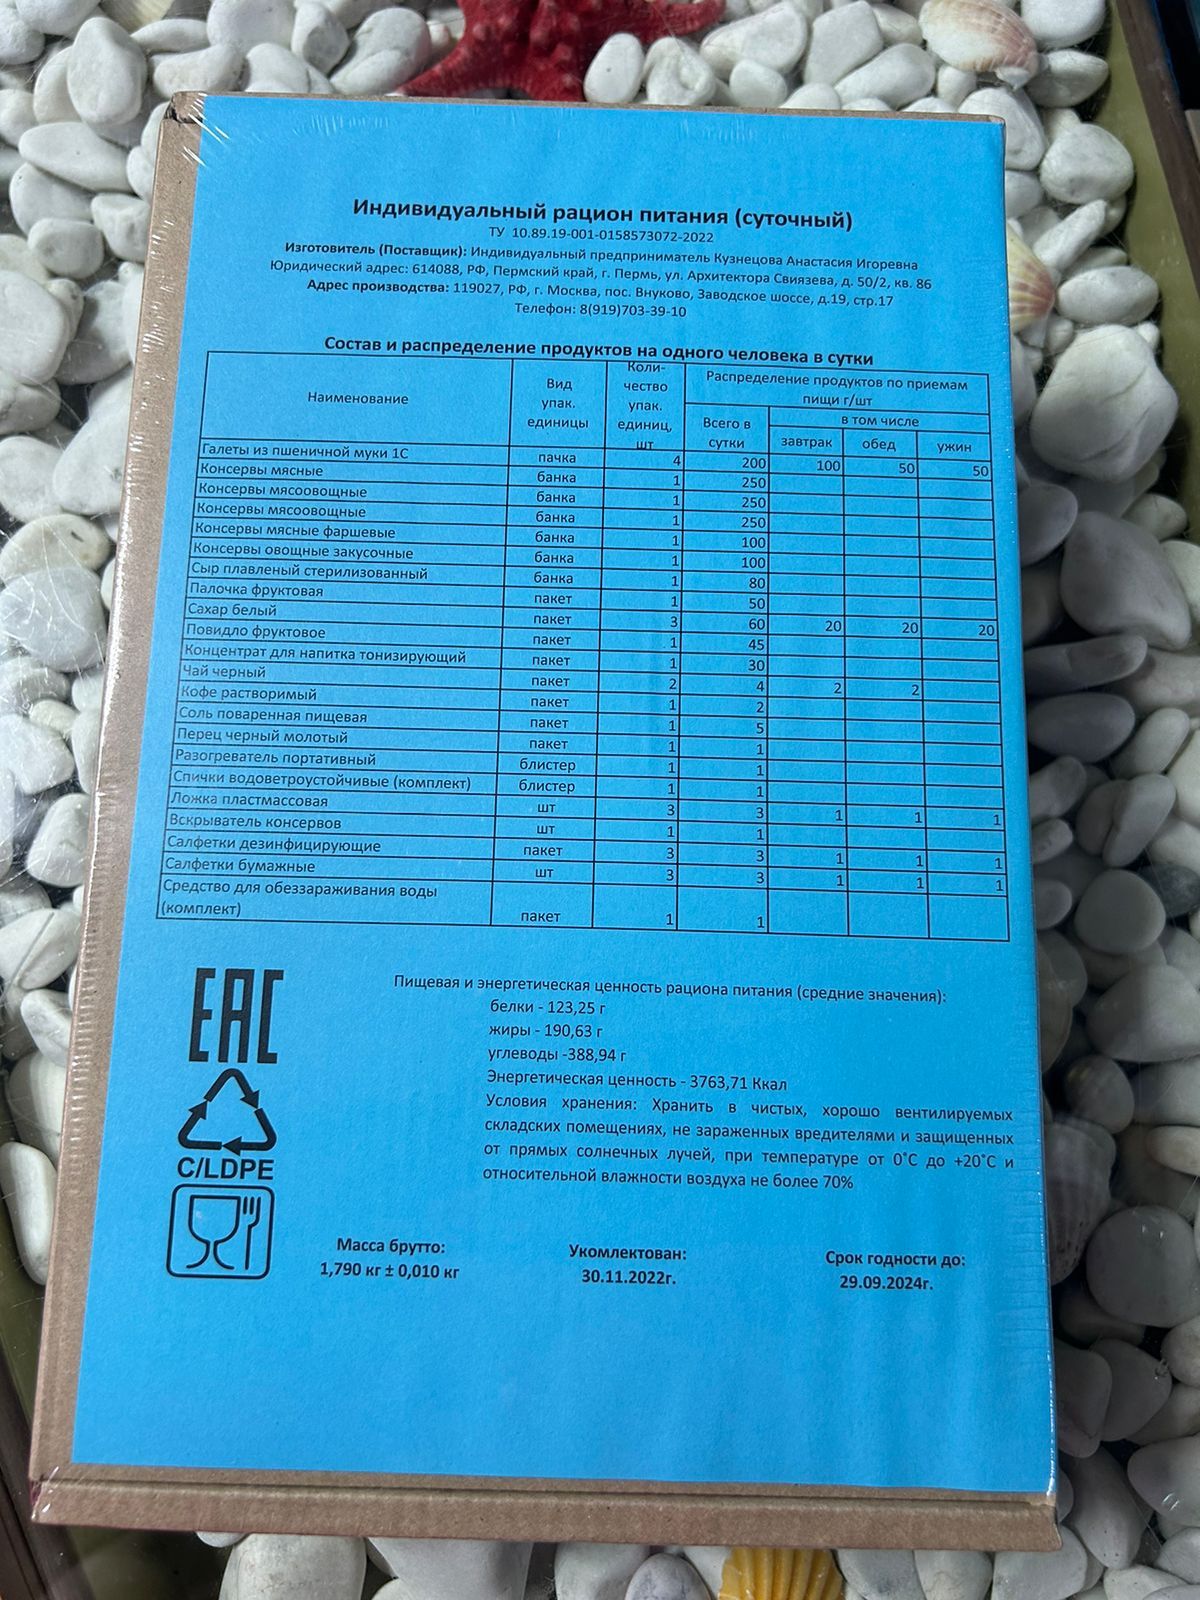 Индивидуальный рацион питания (суточный)
ТУ 10.89.19-001-0158573072-2022
Изготовитель (Поставщик): Индивидуальный предприниматель Кузнецова Анастасия Игоревна
Юридический адрес: 614088, РФ, Пермский край, г. Пермь, ул. Архитектора Свиязева, д. 50/2, кв. 86
Адрес производства: 119027, РФ, г. Москва, пос. Внуково, Заводское шоссе, д.19, стр.17
Телефон: 8(919)703-39-10
Состав и распределение продуктов на одного человека в сутки
Наименование
Вид
упак.
единицы
Коли-
чество
упак.
единиц,
шт
Распределение продуктов по приемам
пищи г/шт
Всего в
сутки
в том числе
завтрак обед ужин
Галеты из пшеничной муки 1С пачка 4 200 100 50 50
Консервы мясные банка 1 250
Консервы мясоовощные банка 1 250
Консервы мясоовощные банка 1 250
Консервы мясные фаршевые банка 1 100
Консервы овощные закусочные банка 1 100
Сыр плавленый стерилизованный банка 1 80
Палочка фруктовая пакет 1 50
Сахар белый пакет 3 60 20 20 20
Повидло фруктовое пакет 1 45
Концентрат для напитка тонизирующий пакет 1 30
Чай черный пакет 2 4 2 2
Кофе растворимый пакет 1 2
Соль поваренная пищевая пакет 1 5
Перец черный молотый пакет 1 1
Разогреватель портативный блистер 1 1
Спички водоветроустойчивые (комплект) блистер 1 1
Ложка пластмассовая шт 3 3 1 1 1
Вскрыватель консервов шт 1 1
Салфетки дезинфицирующие пакет 3 3 1 1 1
Салфетки бумажные шт 3 3 1 1 1
Средство для обеззараживания воды
(комплект) пакет 1 1
Пищевая и энергетическая ценность рациона питания (средние значения):
белки - 123,25 г
жиры - 190,63 г
углеводы -388,94 г
Энергетическая ценность - 3763,71 Ккал
Условия хранения: Хранить в чистых, хорошо вентилируемых
складских помещениях, не зараженных вредителями и защищенных
от прямых солнечных лучей, при температуре от 0˚С до +20˚С и
относительной влажности воздуха не более 70%
ЕАС
C/LDPE
Масса брутто:
1,790 кг ± 0,010 кг
Укомлектован:
30.11.2022г.
Срок годности до:
29.09.2024г.